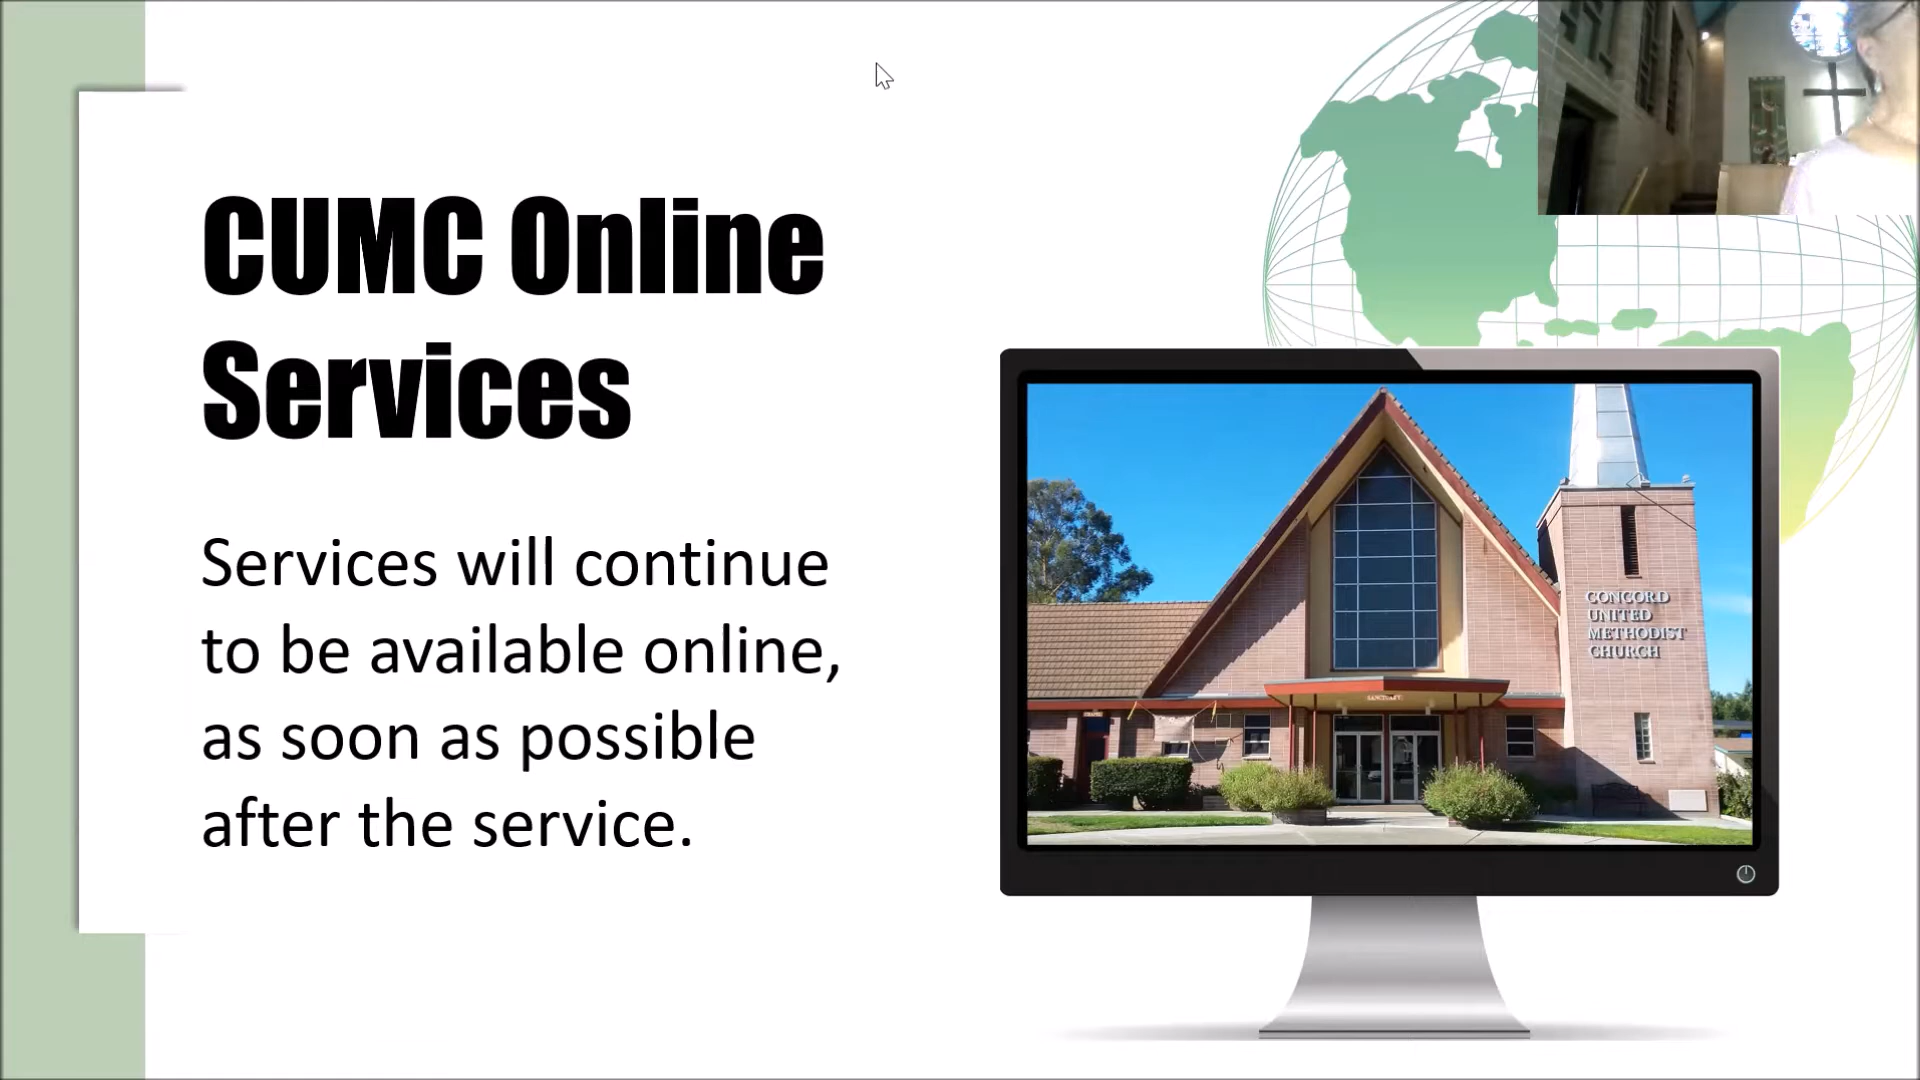 CUMC Online
Services
Services will continue
to be available online,
as soon as possible
after the service.
CONCORD
UNITED
METHODIST
CHURCH
SANCTUARY